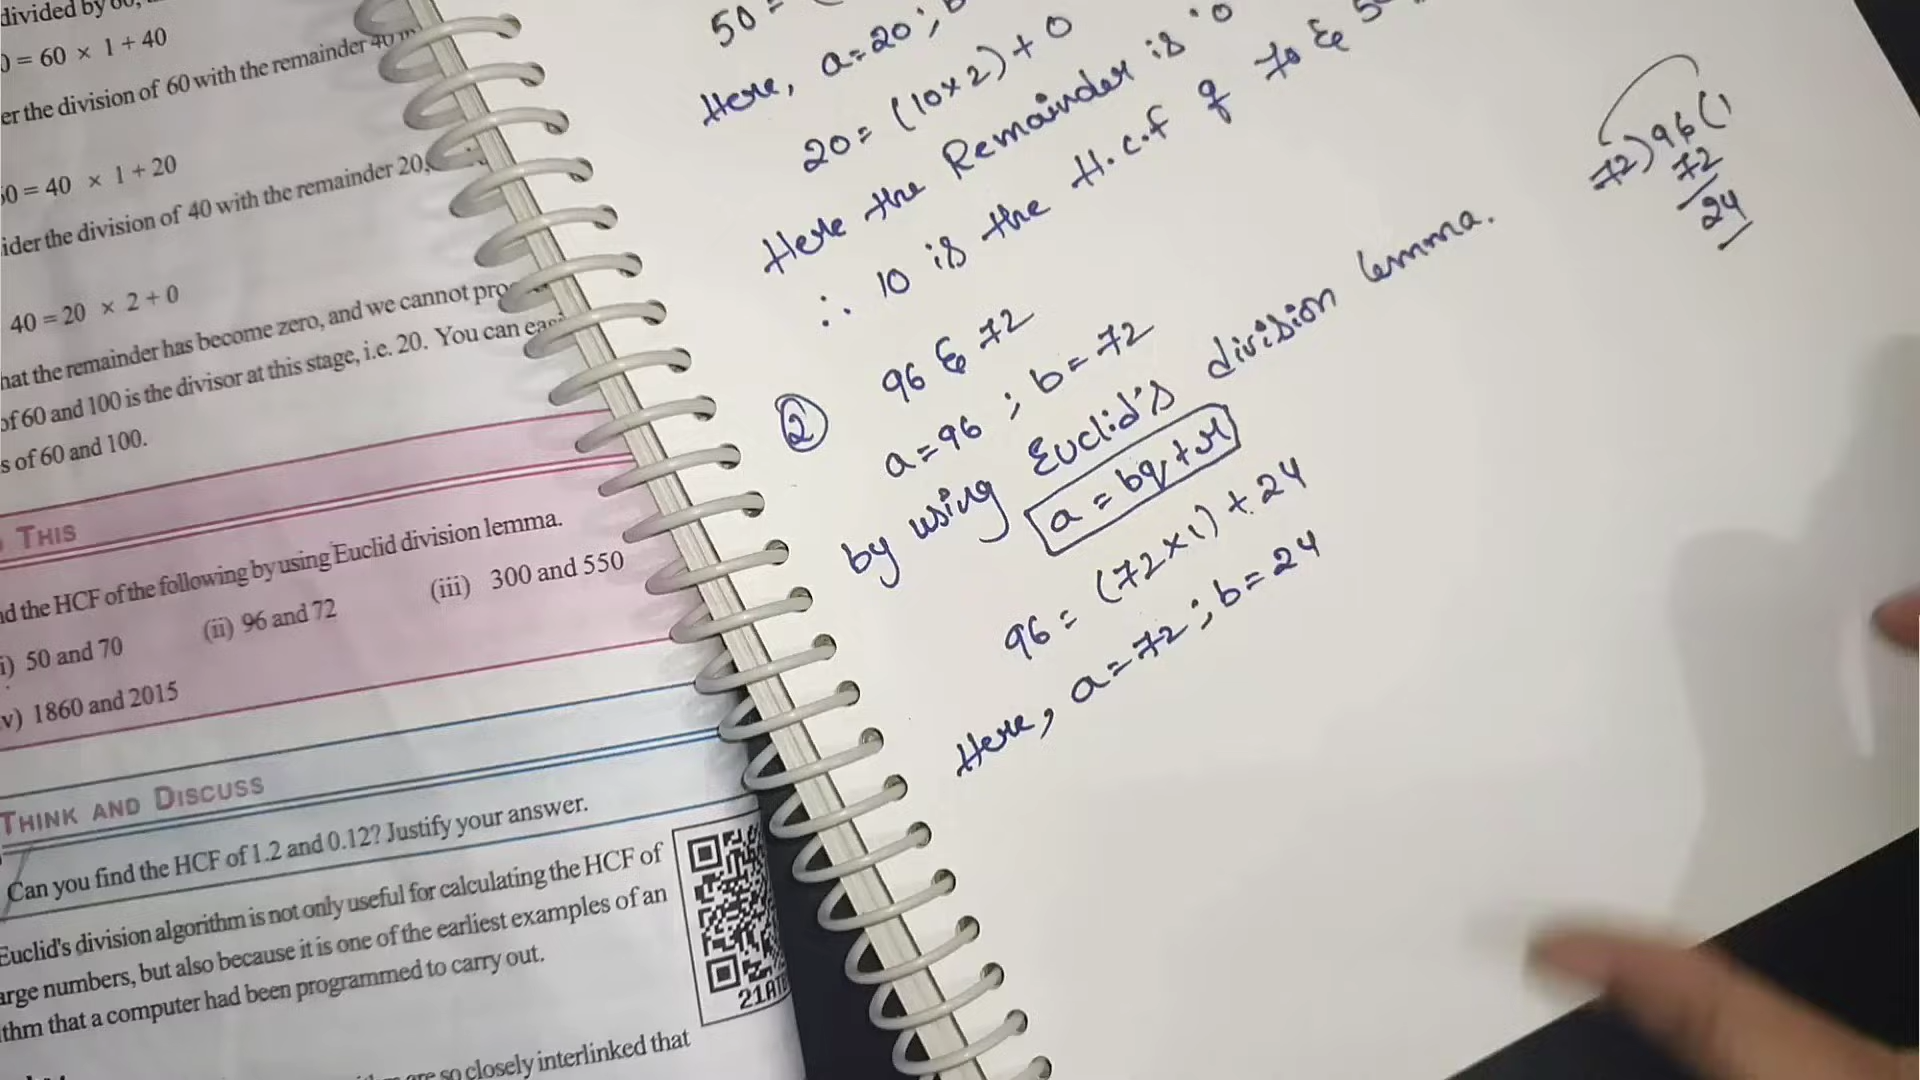 divided by
0 = 60 × 1 + 40
er the division of 60 with the remainder 40 in
60 = 40 × 1 + 20
ider the division of 40 with the remainder 20,
40 = 20 × 2 + 0
hat the remainder has become zero, and we cannot
of 60 and 100 is the divisor at this stage, i.e. 20. You can
s of 60 and 100.
THIS
nd the HCF of the following by using Euclid division lemma.
i) 50 and 70 (ii) 96 and 72 (iii) 300 and 550
v) 1860 and 2015
THINK AND DISCUSS
Can you find the HCF of 1.2 and 0.12? Justify your answer.
Euclid's division algorithm is not only useful for calculating the HCF of
arge numbers, but also because it is one of the earliest examples of an
ithm that a computer had been programmed to carry out.
so closely interlinked that
50 =
Here, a=20 ; b
20 = (10×2) + 0
Here the Remainder is '0
∴ 10 is the H.C.f of 70 &
② 96 & 72
a = 96 ; b = 72
by using Euclid's division lemma.
a = bq + r
96 = (72×1) + 24
Here, a = 72 ; b = 24
72) 96 (1
72
24